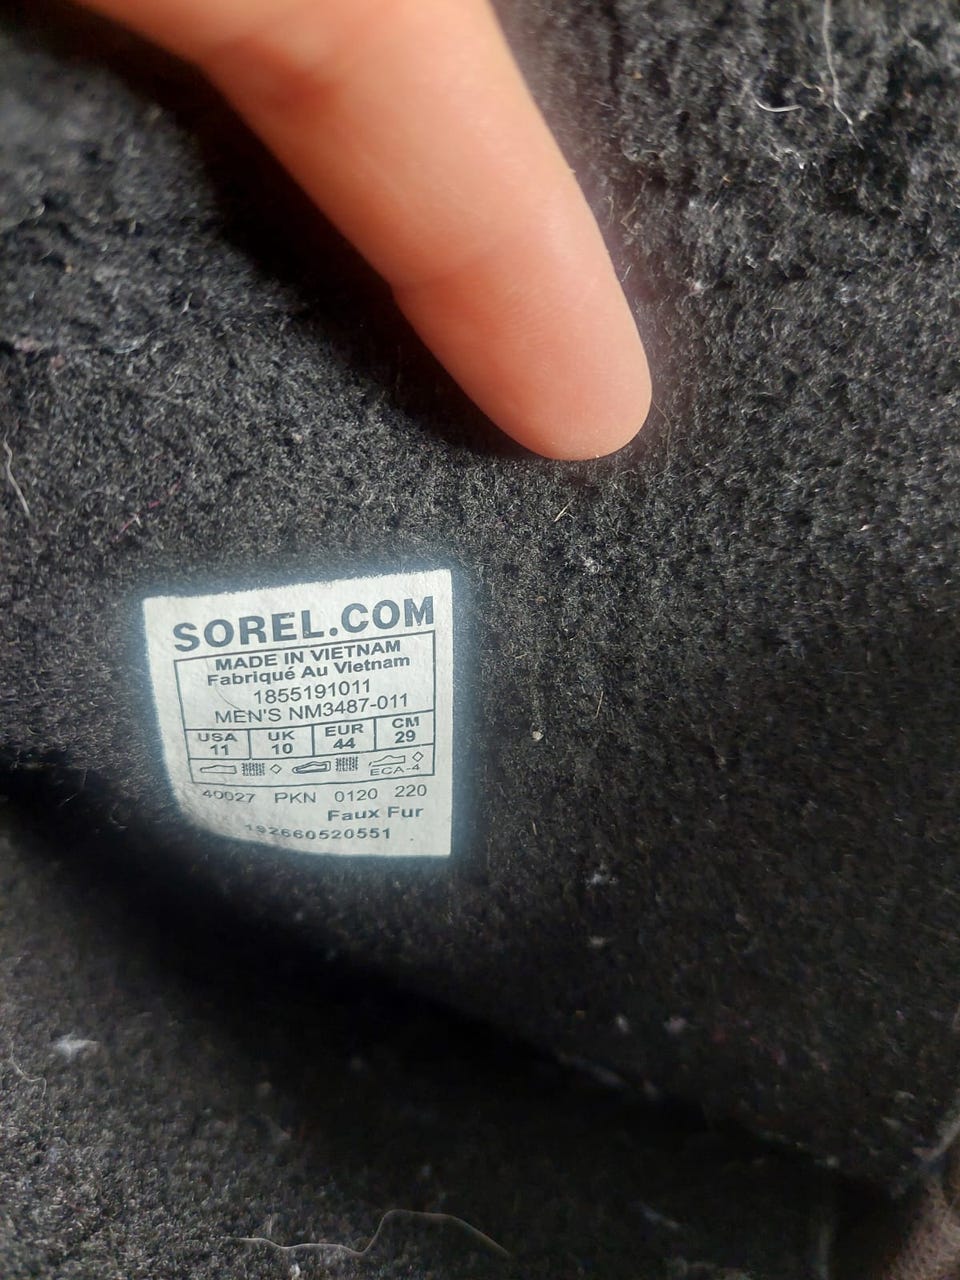 SOREL.COM
MADE IN VIETNAM
Fabriqué Au Vietnam
1855191011
MEN'S NM3487-011
USA UK EUR CM
11 10 44 29
ECA-4
40027 PKN 0120 220
Faux Fur
192660520551